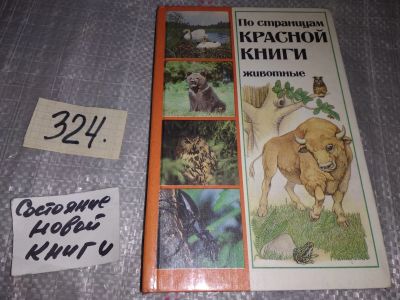 По страницам
КРАСНОЙ
КНИГИ
животные
324.
Состояние
новой
книги